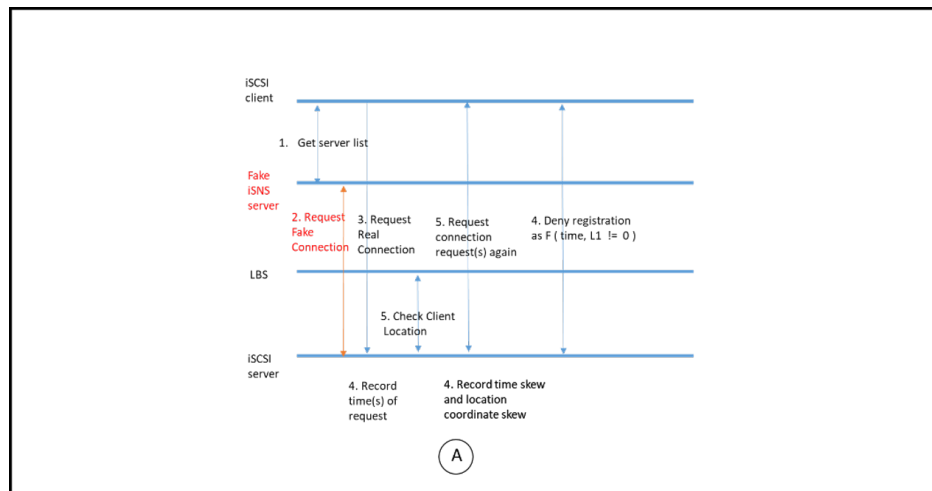 iSCSI
client
1. Get server list
Fake
iSNS
server
2. Request
Fake
Connection
3. Request
Real
Connection
5. Request
connection
request(s) again
4. Deny registration
as F ( time, L1 != 0 )
LBS
5. Check Client
Location
iSCSI
server
4. Record
time(s) of
request
4. Record time skew
and location
coordinate skew
A